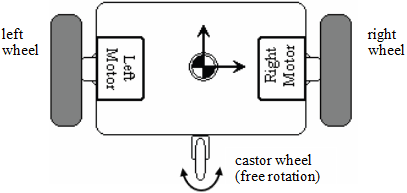 left
wheel
Left
Motor
Right
Motor
right
wheel
castor wheel
(free rotation)